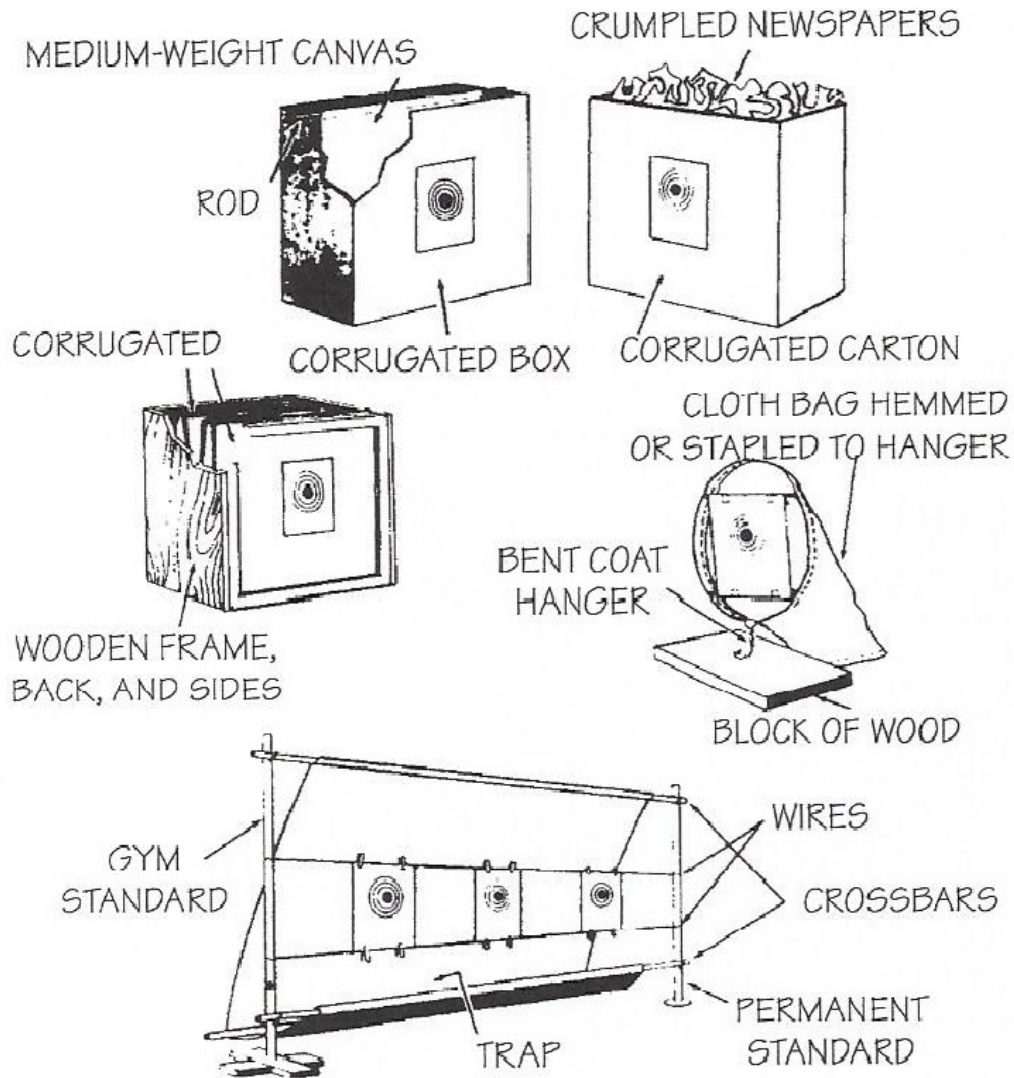 MEDIUM-WEIGHT CANVAS
CRUMPLED NEWSPAPERS
ROD
CORRUGATED
CORRUGATED BOX
CORRUGATED CARTON
CLOTH BAG HEMMED
OR STAPLED TO HANGER
BENT COAT
HANGER
WOODEN FRAME,
BACK, AND SIDES
BLOCK OF WOOD
GYM
STANDARD
WIRES
CROSSBARS
TRAP
PERMANENT
STANDARD